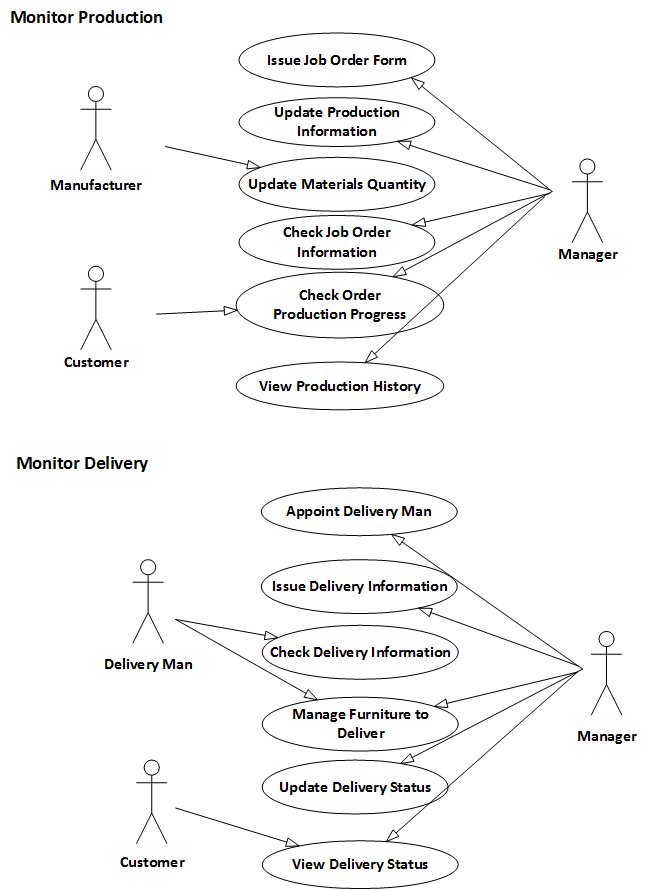 Monitor Production
Issue Job Order Form
Update Production
Information
Manufacturer
Update Materials Quantity
Check Job Order
Information
Manager
Check Order
Production Progress
Customer
View Production History
Monitor Delivery
Appoint Delivery Man
Issue Delivery Information
Check Delivery Information
Delivery Man
Manage Furniture to
Deliver
Manager
Update Delivery Status
Customer
View Delivery Status